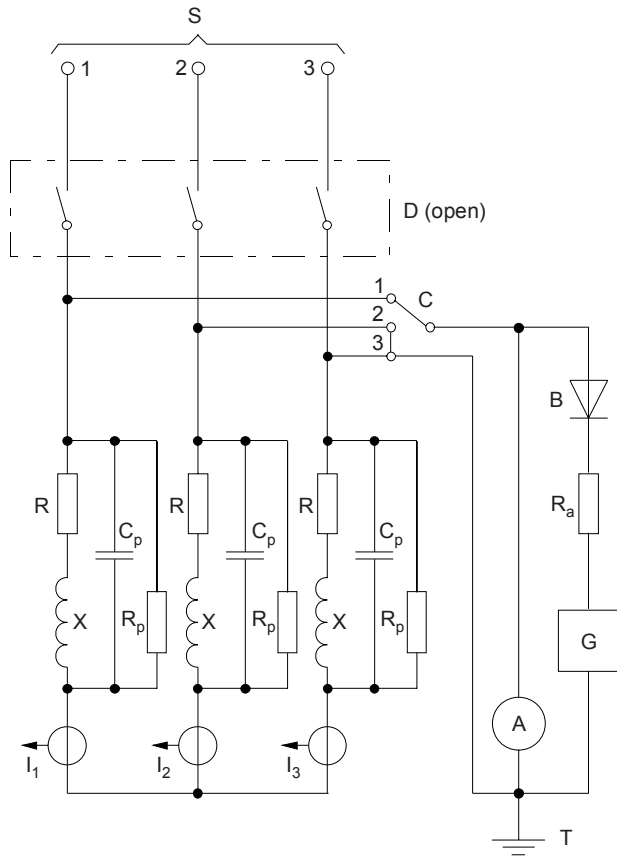 S
1 2 3
D (open)
1 C
2
3
B
R R R Rₐ
Cₚ Cₚ Cₚ
X X X
Rₚ Rₚ Rₚ
G
A
I₁ I₂ I₃
T